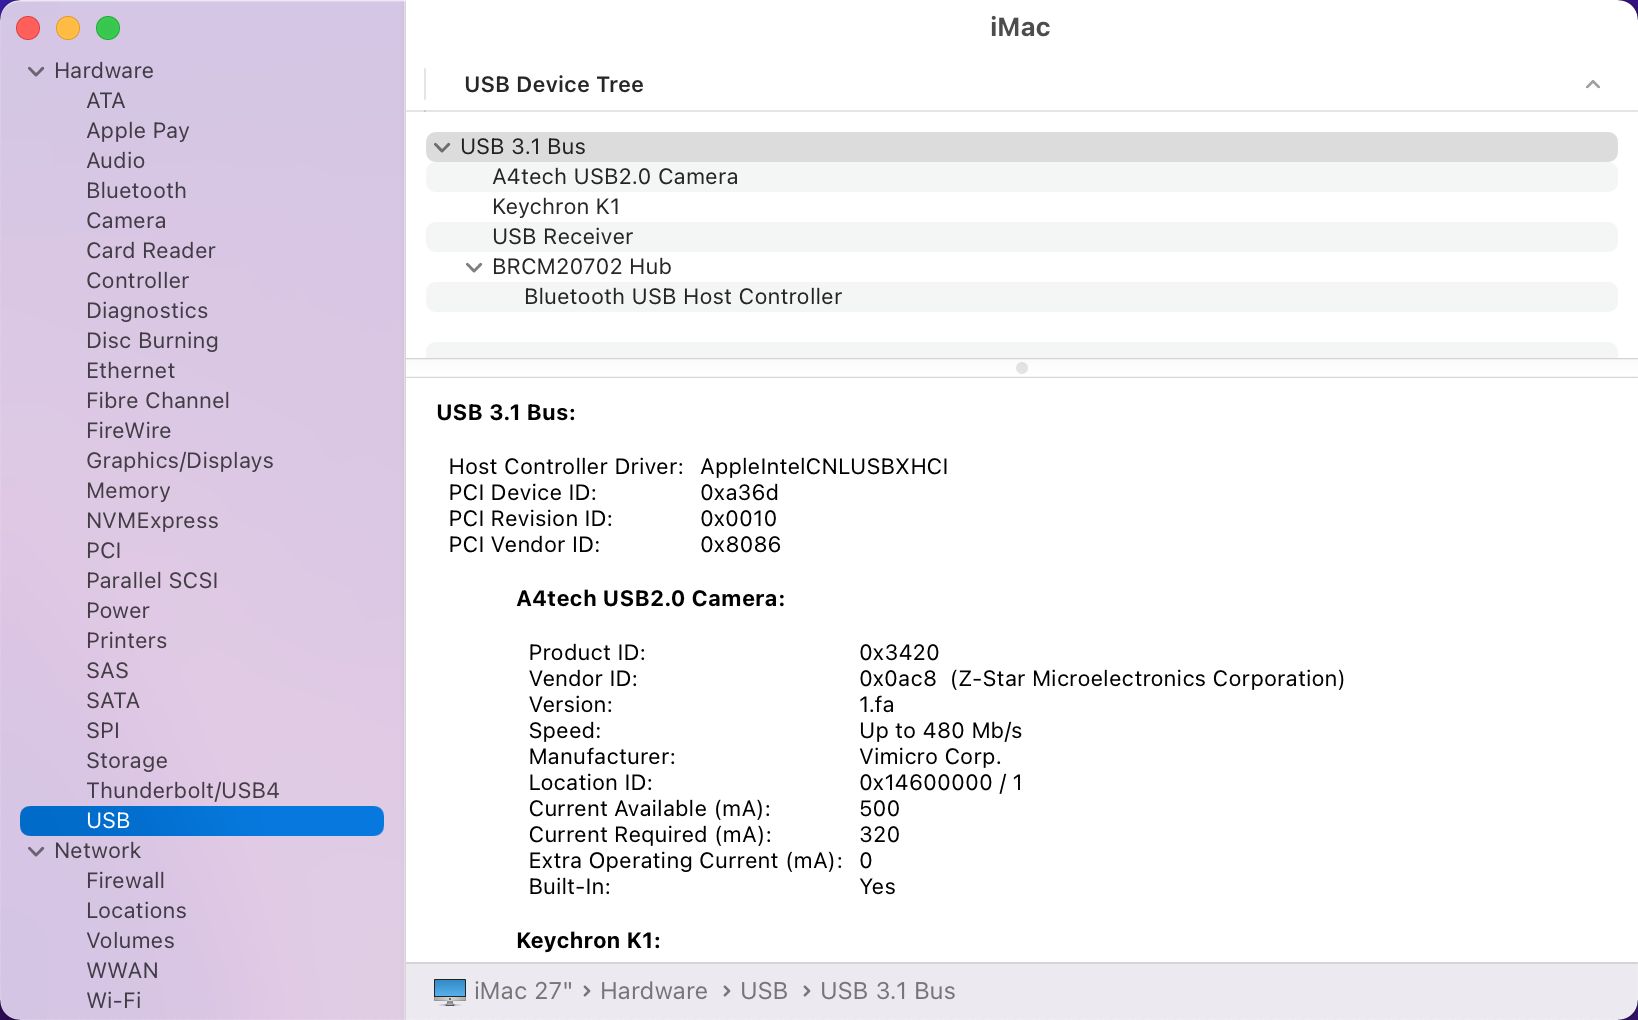 iMac
Hardware
ATA
Apple Pay
Audio
Bluetooth
Camera
Card Reader
Controller
Diagnostics
Disc Burning
Ethernet
Fibre Channel
FireWire
Graphics/Displays
Memory
NVMExpress
PCI
Parallel SCSI
Power
Printers
SAS
SATA
SPI
Storage
Thunderbolt/USB4
USB
Network
Firewall
Locations
Volumes
WWAN
Wi-Fi
USB Device Tree
USB 3.1 Bus
A4tech USB2.0 Camera
Keychron K1
USB Receiver
BRCM20702 Hub
Bluetooth USB Host Controller
USB 3.1 Bus:
Host Controller Driver: AppleIntelCNLUSBXHCI
PCI Device ID: 0xa36d
PCI Revision ID: 0x0010
PCI Vendor ID: 0x8086
A4tech USB2.0 Camera:
Product ID: 0x3420
Vendor ID: 0x0ac8 (Z-Star Microelectronics Corporation)
Version: 1.fa
Speed: Up to 480 Mb/s
Manufacturer: Vimicro Corp.
Location ID: 0x14600000 / 1
Current Available (mA): 500
Current Required (mA): 320
Extra Operating Current (mA): 0
Built-In: Yes
Keychron K1:
iMac 27" › Hardware › USB › USB 3.1 Bus